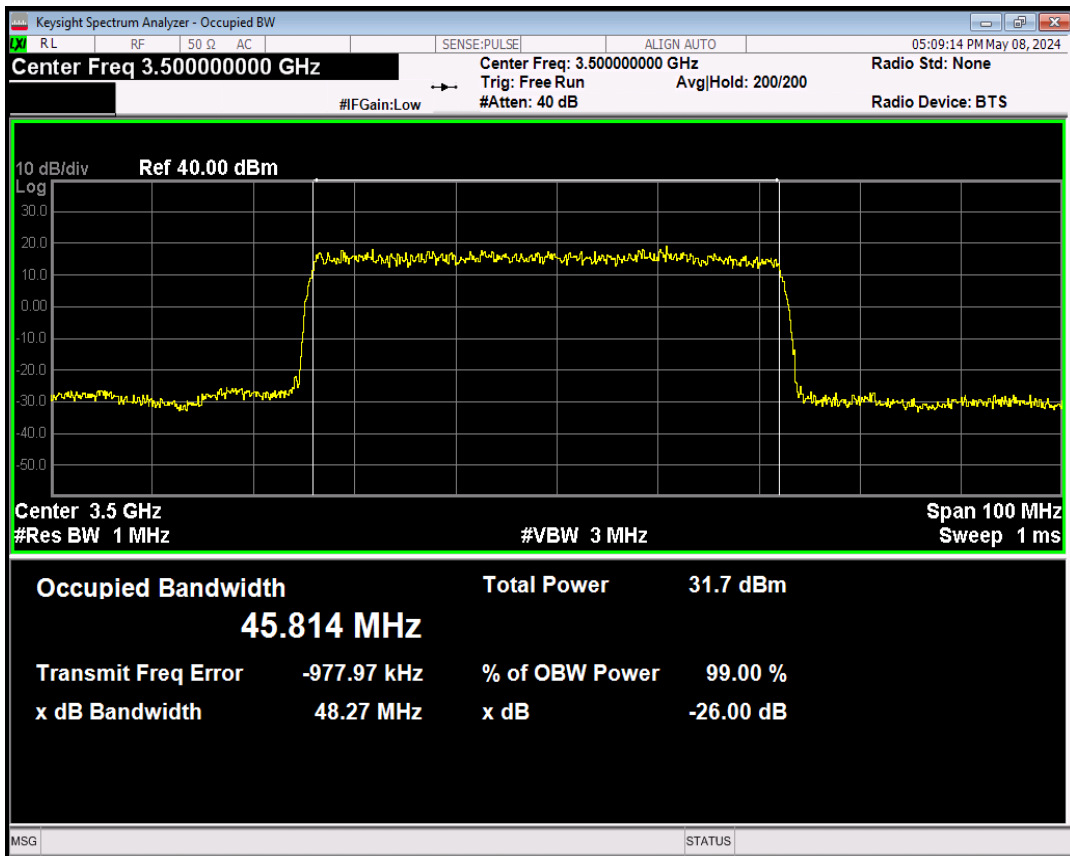 Keysight Spectrum Analyzer - Occupied BW
LXI RL RF 50 Ω AC SENSE:PULSE ALIGN AUTO 05:09:14 PM May 08, 2024
Center Freq 3.500000000 GHz Center Freq: 3.500000000 GHz Radio Std: None
Trig: Free Run Avg|Hold: 200/200
#IFGain:Low #Atten: 40 dB Radio Device: BTS
10 dB/div Ref 40.00 dBm
Log
30.0
20.0
10.0
0.00
-10.0
-20.0
-30.0
-40.0
-50.0
Center 3.5 GHz Span 100 MHz
#Res BW 1 MHz #VBW 3 MHz Sweep 1 ms
Occupied Bandwidth Total Power 31.7 dBm
45.814 MHz
Transmit Freq Error -977.97 kHz % of OBW Power 99.00 %
x dB Bandwidth 48.27 MHz x dB -26.00 dB
MSG STATUS